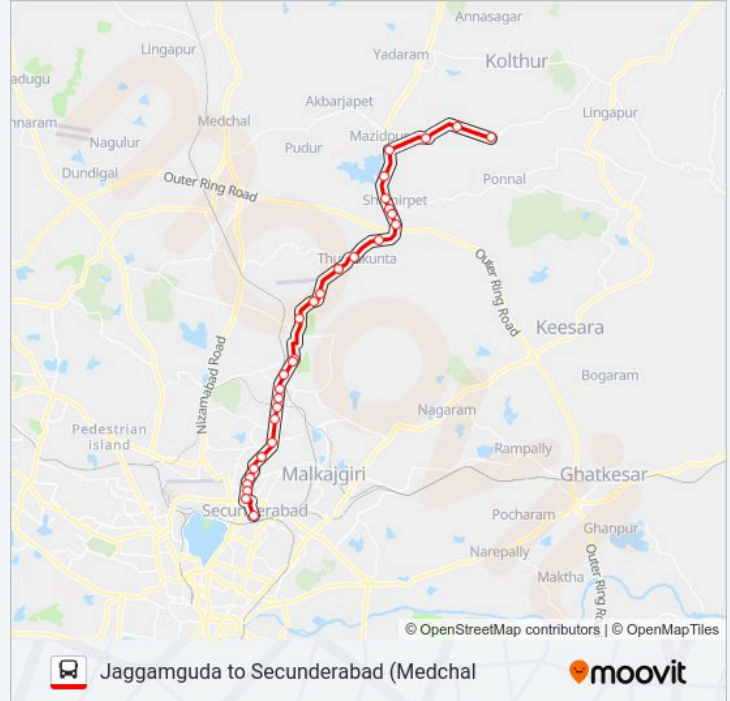 Annasagar
Lingapur
Yadaram
Kolthur
adugu
Akbarjapet
Lingapur
nnaram
Medchal
Mazidpur
Nagulur
Pudur
Dundigal
Ponnal
Outer Ring Road
Shamirpet
Thumkunta
Outer Ring Road
Keesara
Nizamabad Road
Bogaram
Nagaram
Pedestrian
island
Rampally
Malkajgiri
Ghatkesar
Secunderabad
Pocharam
Ghanpur
Narepally
Maktha
Outer Ring Ro
© OpenStreetMap contributors | © OpenMapTiles
Jaggamguda to Secunderabad (Medchal
moovit